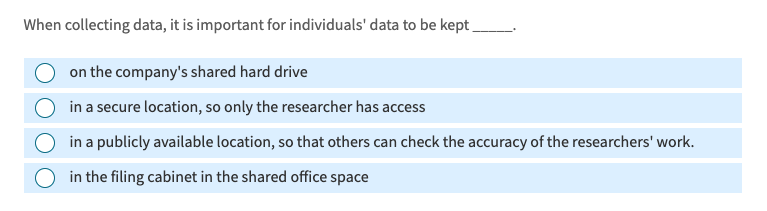 When collecting data, it is important for individuals' data to be kept _____.
on the company's shared hard drive
in a secure location, so only the researcher has access
in a publicly available location, so that others can check the accuracy of the researchers' work.
in the filing cabinet in the shared office space